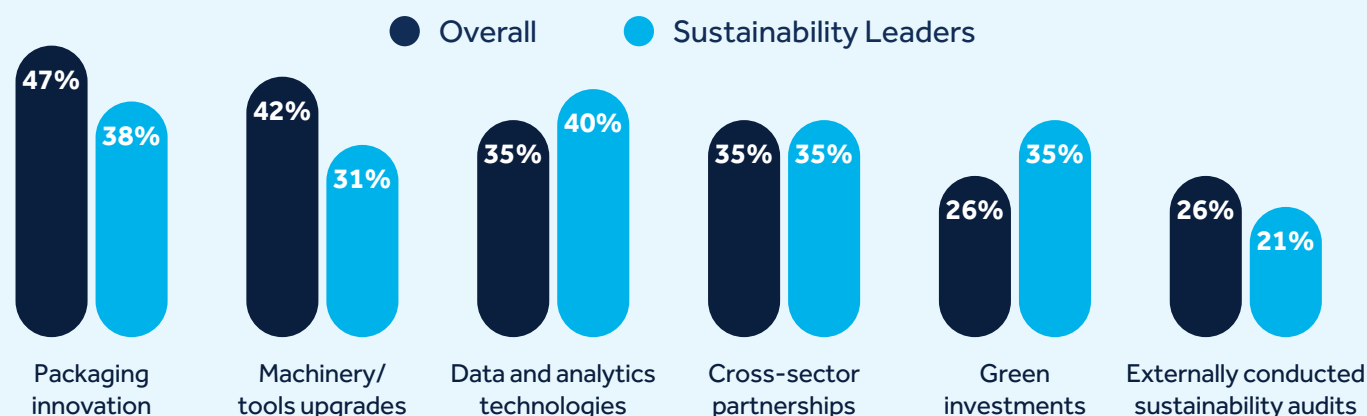 Overall
Sustainability Leaders
47%
38%
42%
31%
35%
40%
35%
35%
26%
35%
26%
21%
Packaging
innovation
Machinery/
tools upgrades
Data and analytics
technologies
Cross-sector
partnerships
Green
investments
Externally conducted
sustainability audits